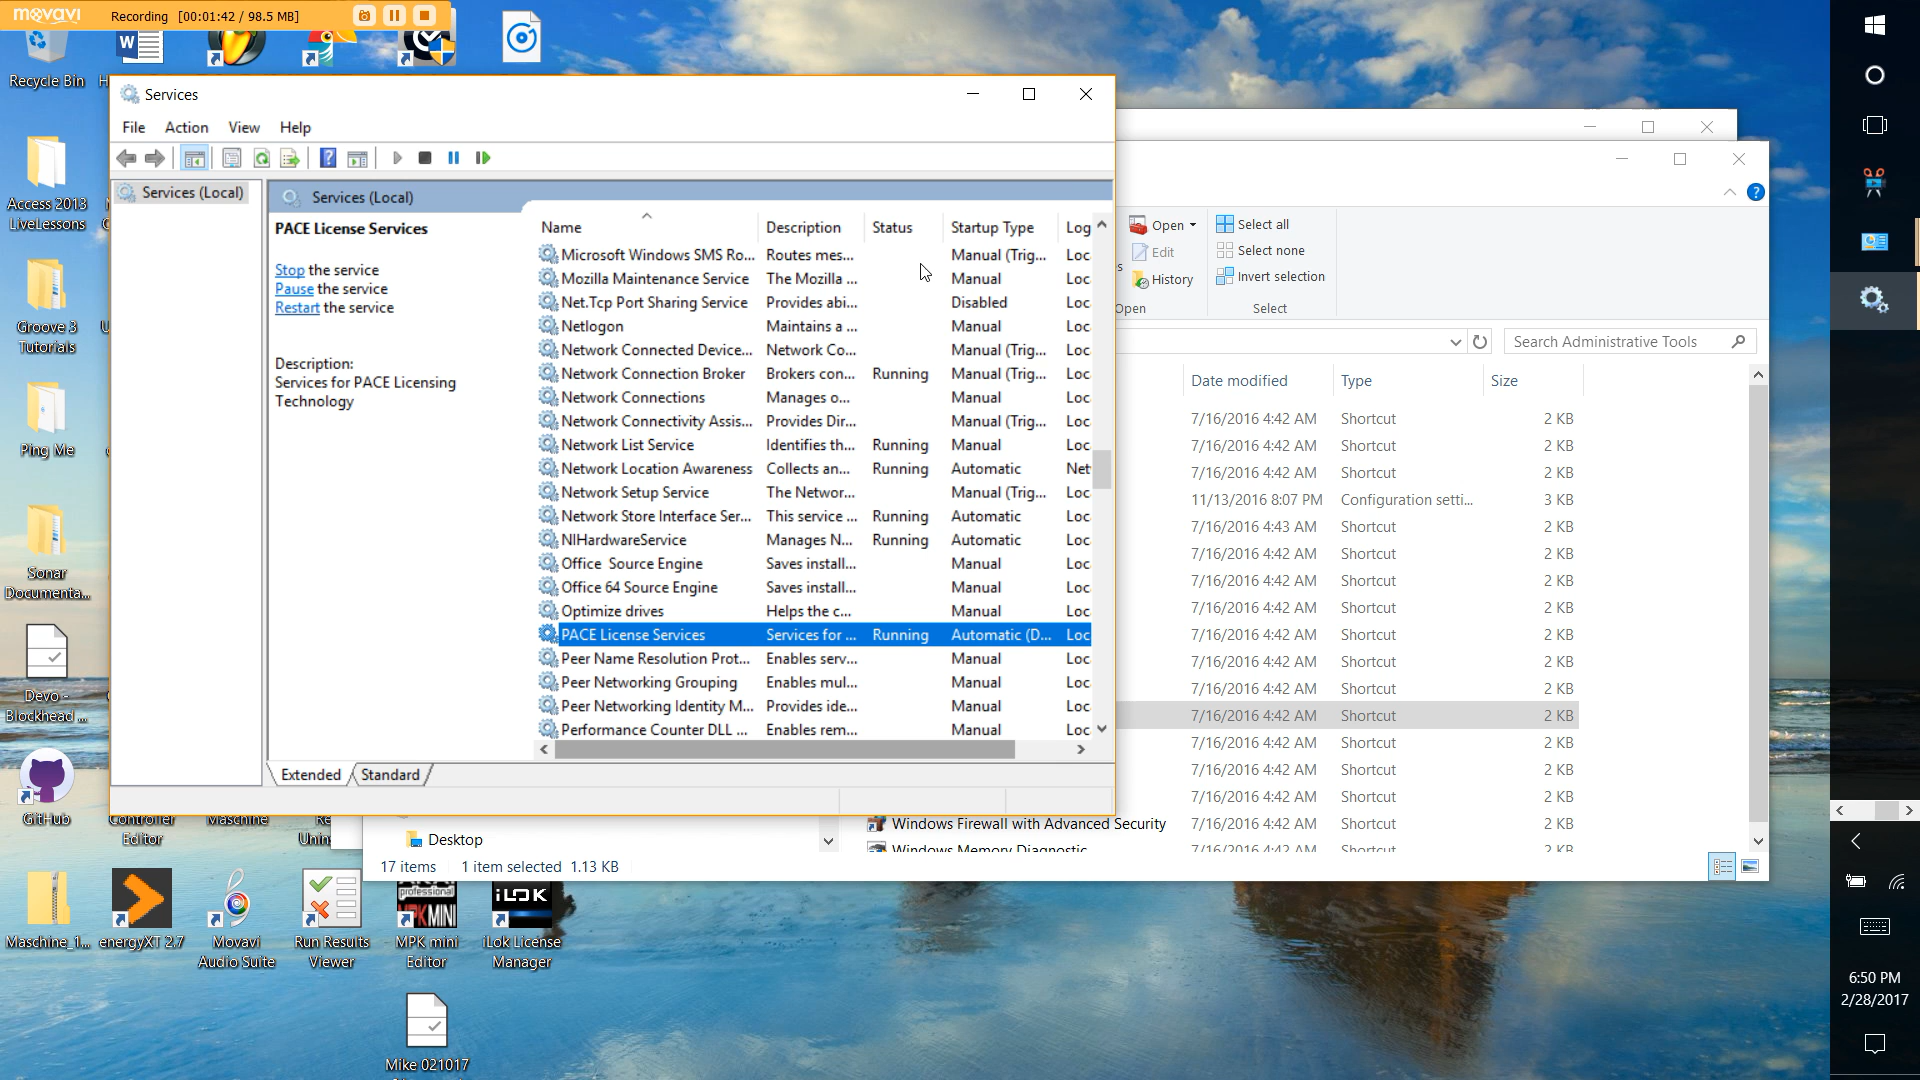 movavi
Recording [00:01:42 / 98.5 MB]
Recycle Bin
Services
File Action View Help
Services (Local)
Services (Local)
PACE License Services
Stop the service
Pause the service
Restart the service
Description:
Services for PACE Licensing
Technology
Name Description Status Startup Type Log
Microsoft Windows SMS Ro... Routes mes... Manual (Trig... Loc
Mozilla Maintenance Service The Mozilla ... Manual Loc
Net.Tcp Port Sharing Service Provides abi... Disabled Loc
Netlogon Maintains a ... Manual Loc
Network Connected Device... Network Co... Manual (Trig... Loc
Network Connection Broker Brokers con... Running Manual (Trig... Loc
Network Connections Manages o... Manual Loc
Network Connectivity Assis... Provides Dir... Manual (Trig... Loc
Network List Service Identifies th... Running Manual Loc
Network Location Awareness Collects an... Running Automatic Net
Network Setup Service The Networ... Manual (Trig... Loc
Network Store Interface Ser... This service ... Running Automatic Loc
NIHardwareService Manages N... Running Automatic Loc
Office Source Engine Saves install... Manual Loc
Office 64 Source Engine Saves install... Manual Loc
Optimize drives Helps the c... Manual Loc
PACE License Services Services for ... Running Automatic (D... Loc
Peer Name Resolution Prot... Enables serv... Manual Loc
Peer Networking Grouping Enables mul... Manual Loc
Peer Networking Identity M... Provides ide... Manual Loc
Performance Counter DLL ... Enables rem... Manual Loc
Extended Standard
Open Select all
Edit Select none
History Invert selection
Open Select
Search Administrative Tools
Date modified Type Size
7/16/2016 4:42 AM Shortcut 2 KB
7/16/2016 4:42 AM Shortcut 2 KB
7/16/2016 4:42 AM Shortcut 2 KB
11/13/2016 8:07 PM Configuration setti... 3 KB
7/16/2016 4:43 AM Shortcut 2 KB
7/16/2016 4:42 AM Shortcut 2 KB
7/16/2016 4:42 AM Shortcut 2 KB
7/16/2016 4:42 AM Shortcut 2 KB
7/16/2016 4:42 AM Shortcut 2 KB
7/16/2016 4:42 AM Shortcut 2 KB
7/16/2016 4:42 AM Shortcut 2 KB
7/16/2016 4:42 AM Shortcut 2 KB
7/16/2016 4:42 AM Shortcut 2 KB
7/16/2016 4:42 AM Shortcut 2 KB
7/16/2016 4:42 AM Shortcut 2 KB
Windows Firewall with Advanced Security 7/16/2016 4:42 AM Shortcut 2 KB
Windows Memory Diagnostic 7/16/2016 4:42 AM Shortcut 2 KB
Desktop
17 items 1 item selected 1.13 KB
Access 2013
LiveLessons
Groove 3
Tutorials
Ping Me
Sonar
Documenta...
Devo -
Blockhead ...
GitHub
Controller
Editor
Maschine
Re
Unin
Maschine_1...
energyXT 2.7
Movavi
Audio Suite
Run Results
Viewer
professional
MPKMINI
MPK mini
Editor
iLOK
iLok License
Manager
Mike 021017
6:50 PM
2/28/2017